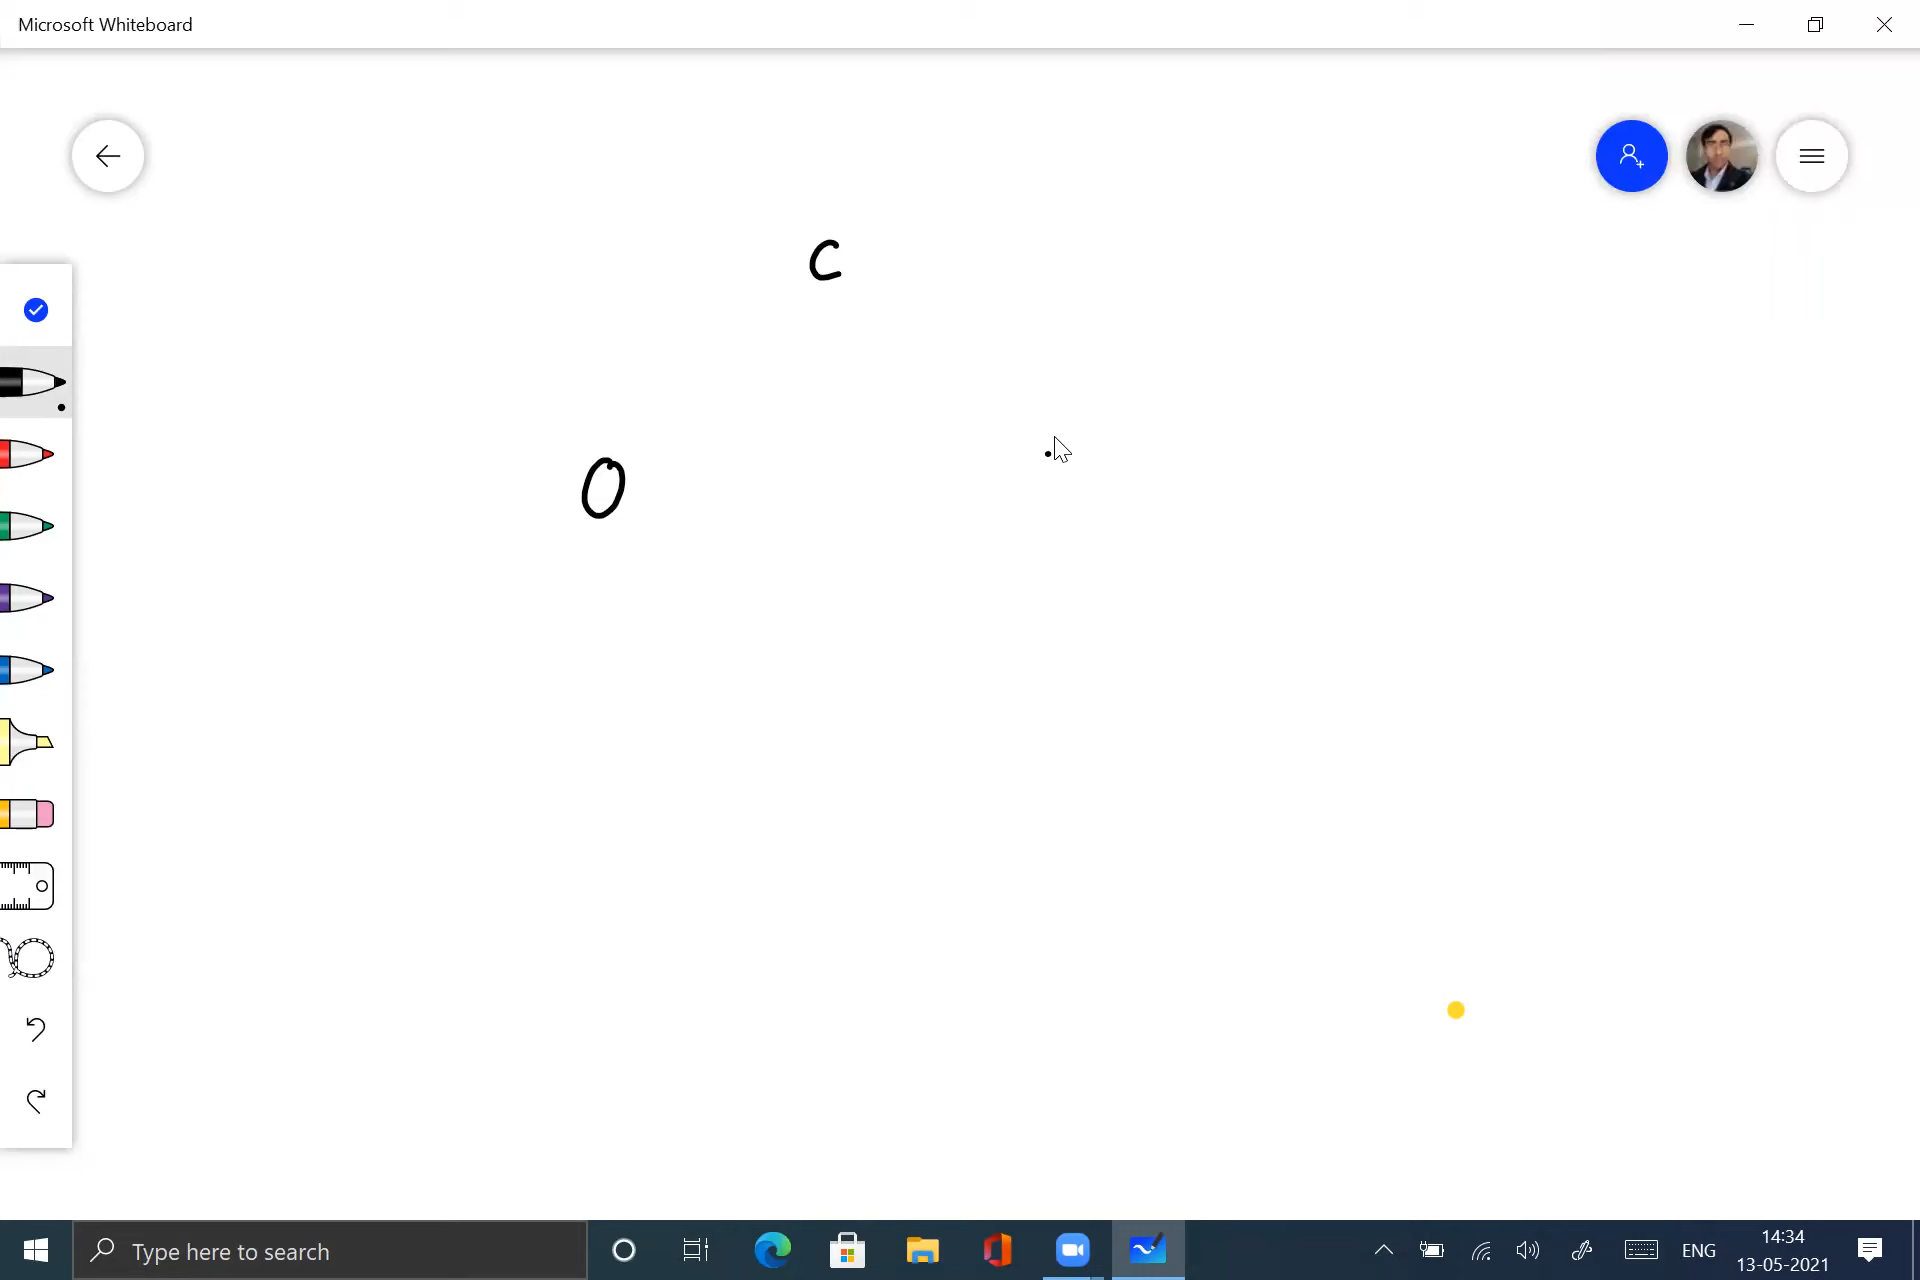 Microsoft Whiteboard
C
O
Type here to search
ENG
14:34
13-05-2021